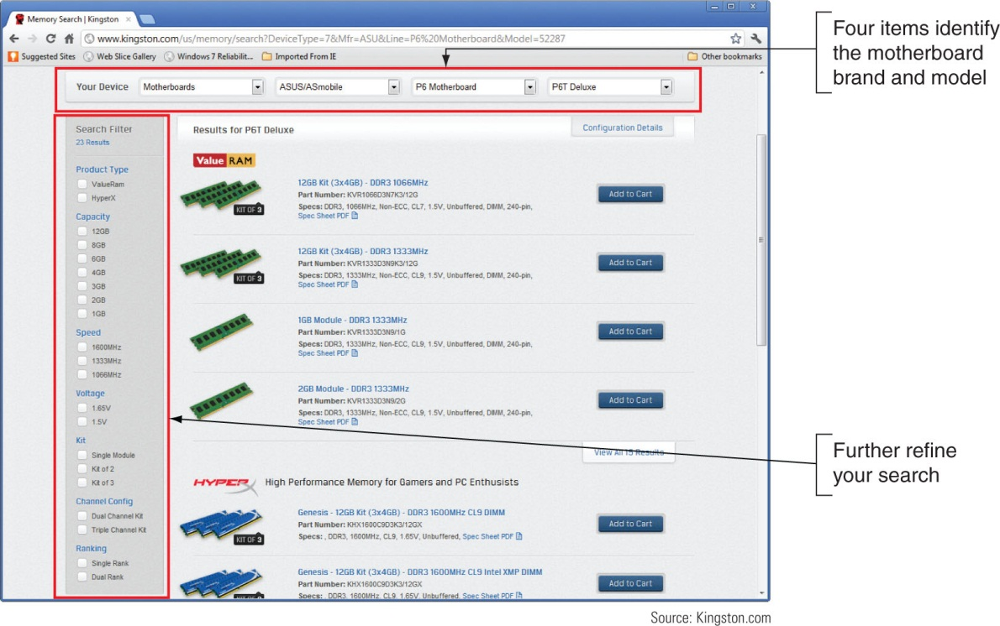 Memory Search | Kingston
www.kingston.com/us/memory/search?DeviceType=7&Mfr=ASU&Line=P6%20Motherboard&Model=52287
Suggested Sites Web Slice Gallery Windows 7 Reliabilit... Imported From IE Other bookmarks
Four items identify
the motherboard
brand and model
Your Device Motherboards ASUS/ASmobile P6 Motherboard P6T Deluxe
Search Filter
23 Results
Product Type
ValueRam
HyperX
Capacity
12GB
8GB
6GB
4GB
3GB
2GB
1GB
Speed
1600MHz
1333MHz
1066MHz
Voltage
1.65V
1.5V
Kit
Single Module
Kit of 2
Kit of 3
Channel Config
Dual Channel Kit
Triple Channel Kit
Ranking
Single Rank
Dual Rank
Results for P6T Deluxe
Configuration Details
Value RAM
12GB Kit (3x4GB) - DDR3 1066MHz
Part Number: KVR1066D3N7K3/12G
Specs: DDR3, 1066MHz, Non-ECC, CL7, 1.5V, Unbuffered, DIMM, 240-pin,
Spec Sheet PDF
KIT OF 3
Add to Cart
12GB Kit (3x4GB) - DDR3 1333MHz
Part Number: KVR1333D3N9K3/12G
Specs: DDR3, 1333MHz, Non-ECC, CL9, 1.5V, Unbuffered, DIMM, 240-pin,
Spec Sheet PDF
KIT OF 3
Add to Cart
1GB Module - DDR3 1333MHz
Part Number: KVR1333D3N9/1G
Specs: DDR3, 1333MHz, Non-ECC, CL9, 1.5V, Unbuffered, DIMM, 240-pin,
Spec Sheet PDF
Add to Cart
2GB Module - DDR3 1333MHz
Part Number: KVR1333D3N9/2G
Specs: DDR3, 1333MHz, Non-ECC, CL9, 1.5V, Unbuffered, DIMM, 240-pin,
Spec Sheet PDF
Add to Cart
View All 15 Results
Further refine
your search
HYPERX High Performance Memory for Gamers and PC Enthusiasts
Genesis - 12GB Kit (3x4GB) - DDR3 1600MHz CL9 DIMM
Part Number: KHX1600C9D3K3/12GX
Specs: , DDR3, 1600MHz, CL9, 1.65V, Unbuffered, Spec Sheet PDF
KIT OF 3
Add to Cart
Genesis - 12GB Kit (3x4GB) - DDR3 1600MHz CL9 Intel XMP DIMM
Part Number: KHX1600C9D3K3/12GX
Specs: , DDR3, 1600MHz, CL9, 1.65V, Unbuffered, Spec Sheet PDF
KIT OF 3
Add to Cart
Source: Kingston.com